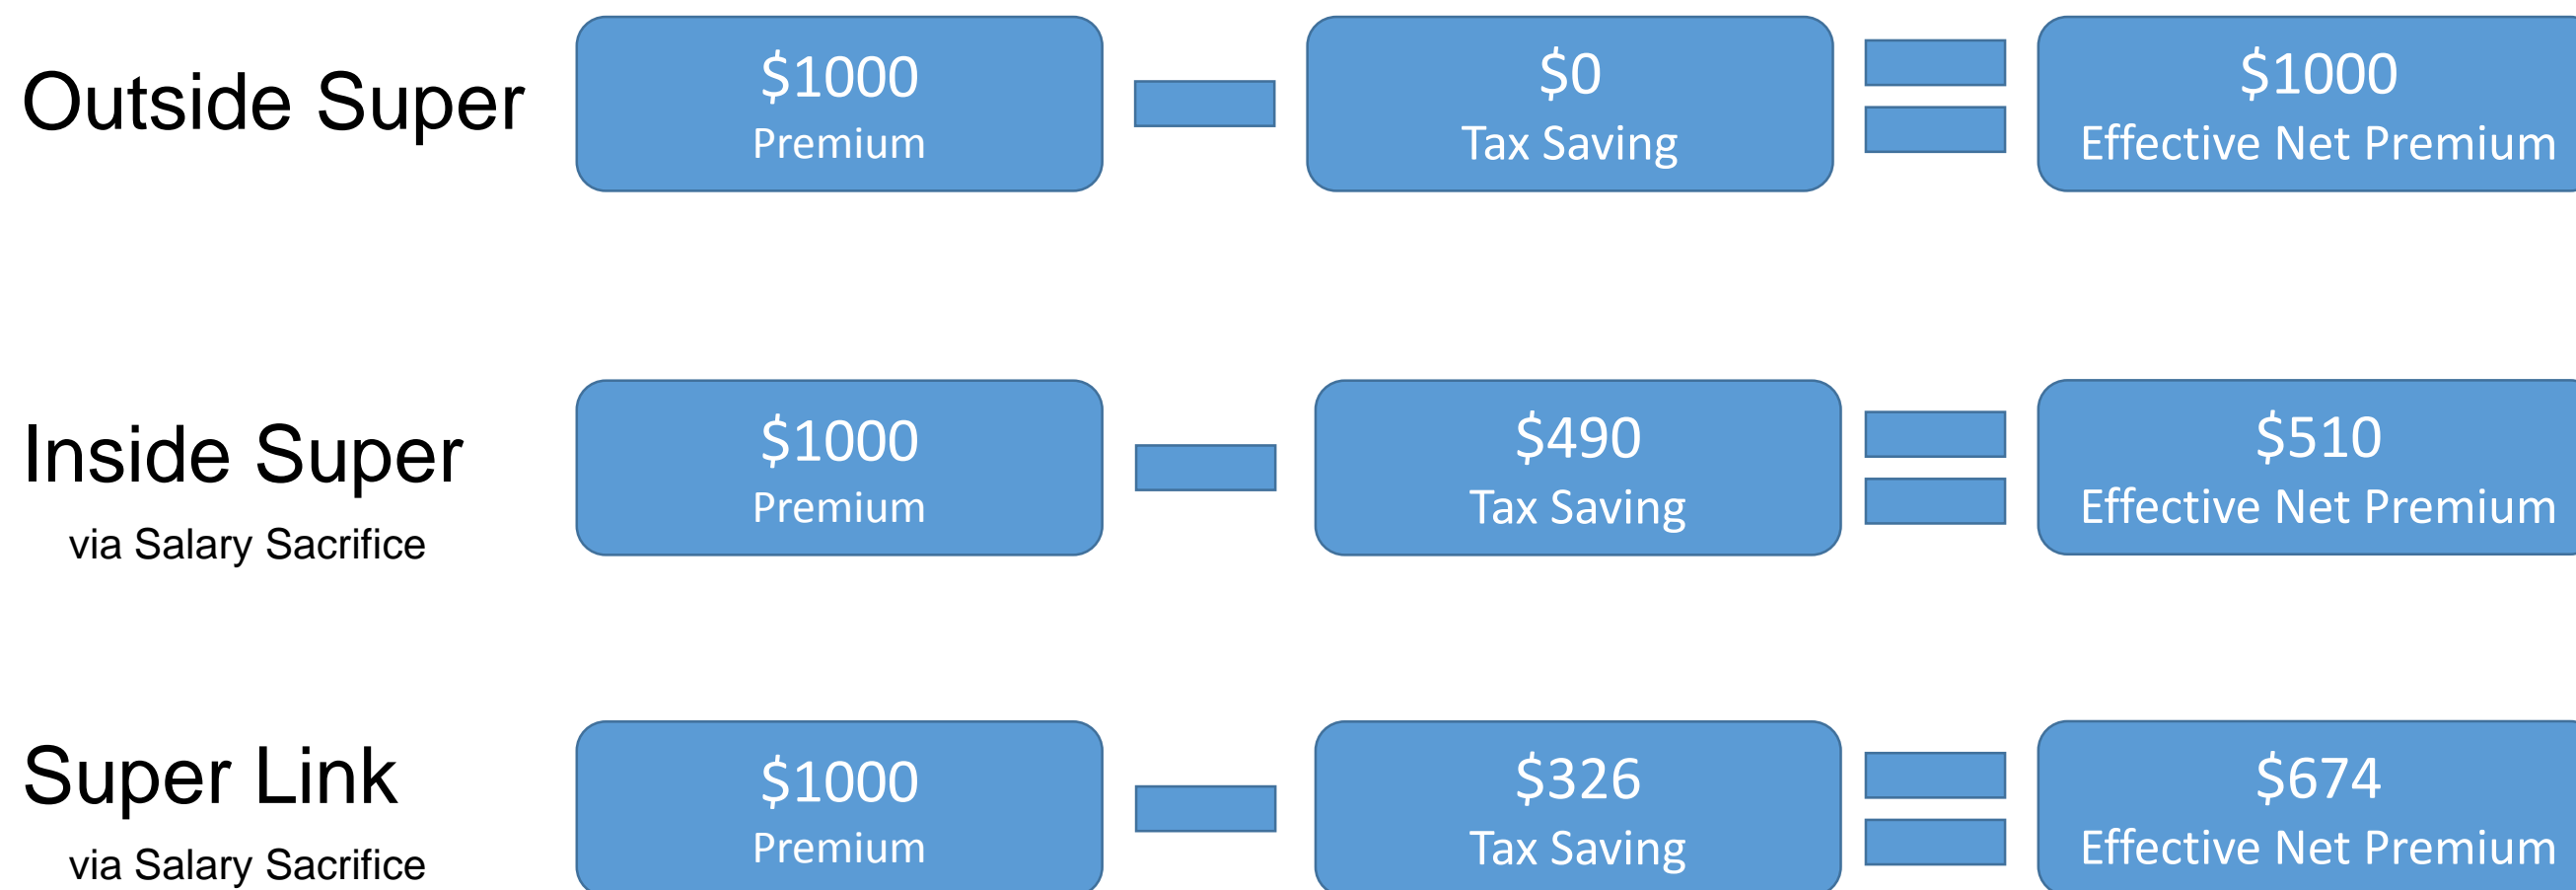 Outside Super
$1000
Premium
$0
Tax Saving
$1000
Effective Net Premium
Inside Super
via Salary Sacrifice
$1000
Premium
$490
Tax Saving
$510
Effective Net Premium
Super Link
via Salary Sacrifice
$1000
Premium
$326
Tax Saving
$674
Effective Net Premium